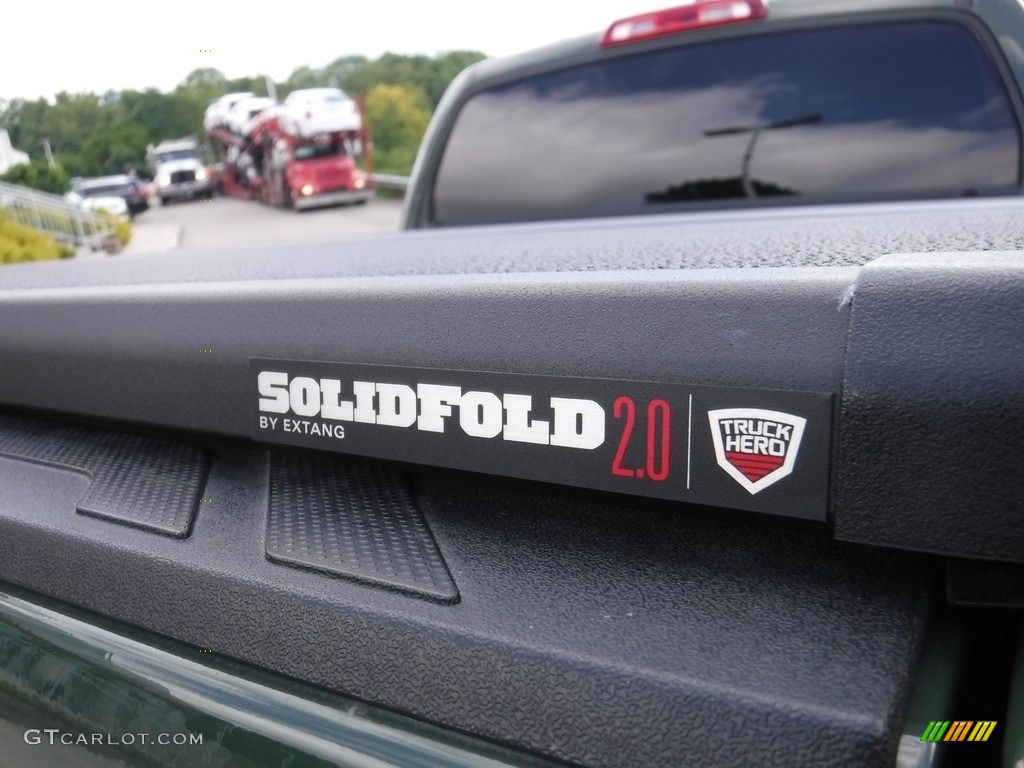 SOLIDFOLD 2.0
BY EXTANG
TRUCK
HERO
GTCARLOT.COM